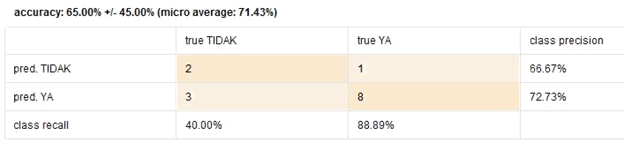 accuracy: 65.00% +/- 45.00% (micro average: 71.43%)
true TIDAK true YA class precision
pred. TIDAK 2 1 66.67%
pred. YA 3 8 72.73%
class recall 40.00% 88.89%